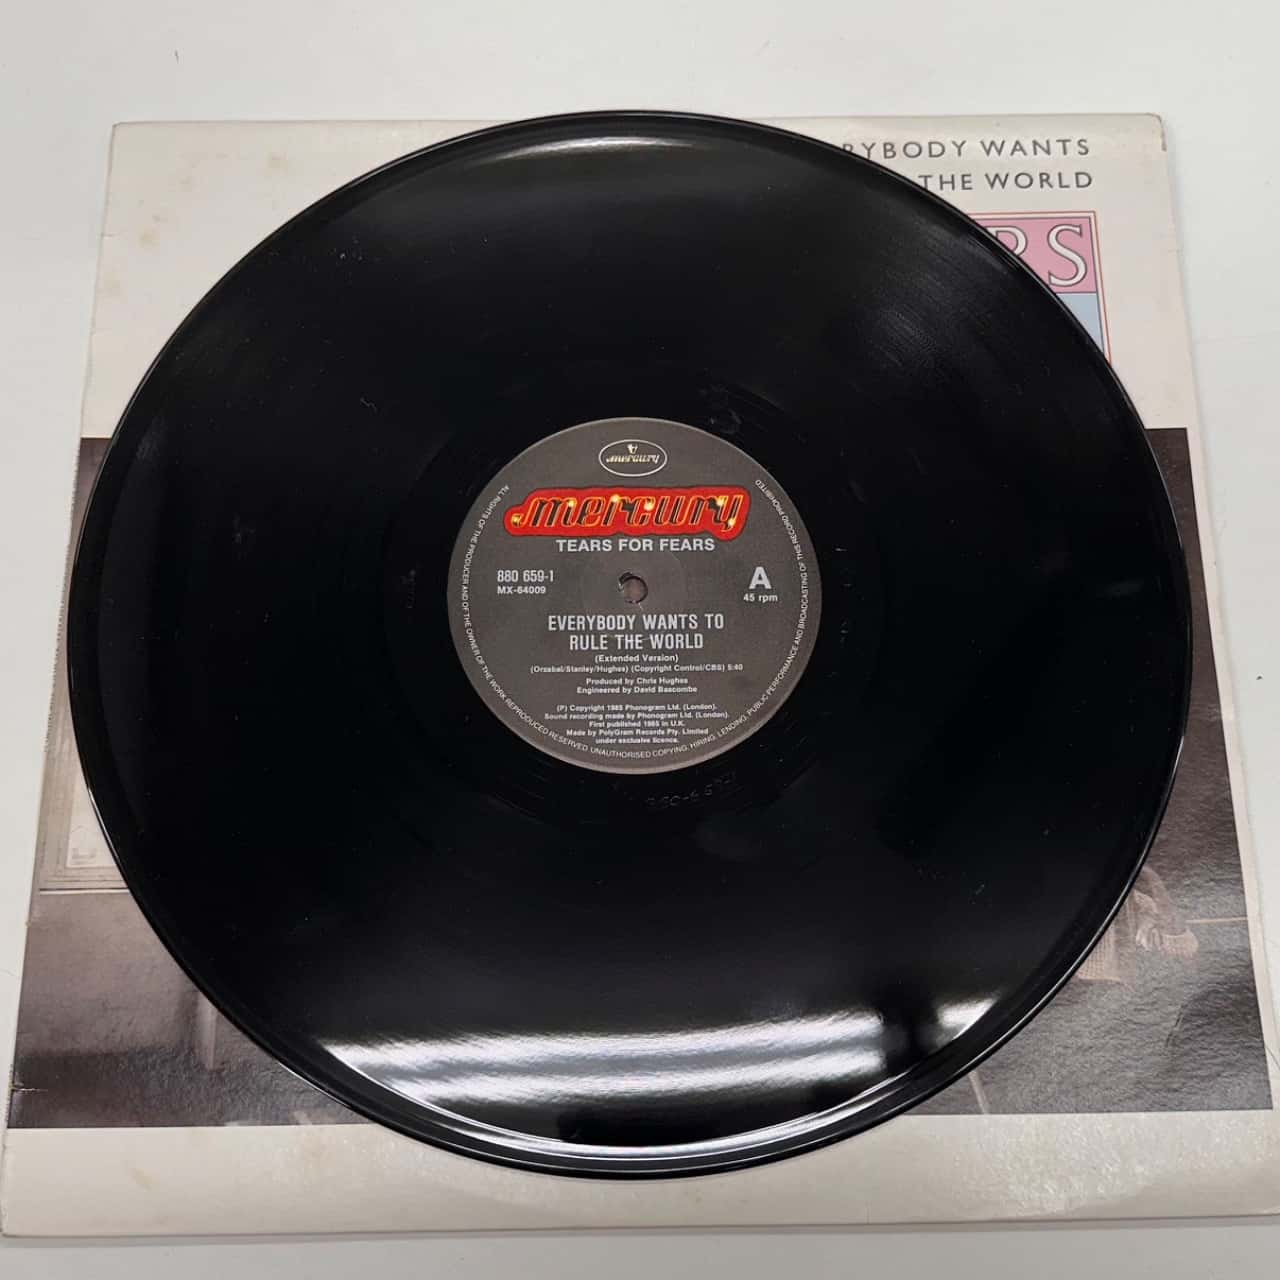 RYBODY WANTS
THE WORLD
RS
mercury
mercury
TEARS FOR FEARS
880 659-1
MX-64009
A
45 rpm
EVERYBODY WANTS TO
RULE THE WORLD
(Extended Version)
(Orzabal/Stanley/Hughes) (Copyright Control/CBS) 5:40
Produced by Chris Hughes
Engineered by David Bascombe
(P) Copyright 1985 Phonogram Ltd. (London).
Sound recording made by Phonogram Ltd. (London).
First published 1985 in U.K.
Made by PolyGram Records Pty. Limited
under exclusive licence.
ALL RIGHTS OF THE PRODUCER AND OF THE OWNER OF THE WORK REPRODUCED RESERVED. UNAUTHORISED COPYING, HIRING, LENDING, PUBLIC PERFORMANCE AND BROADCASTING OF THIS RECORD PROHIBITED